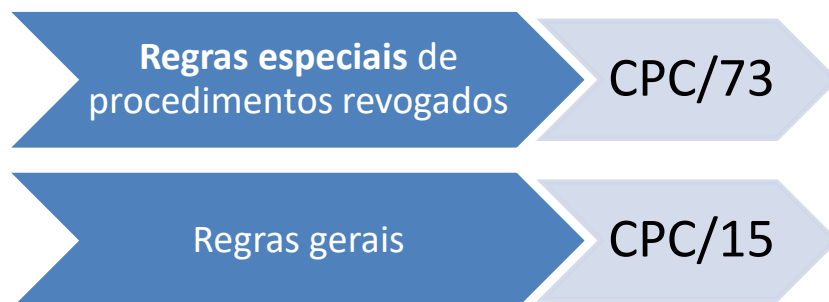 Regras especiais de
procedimentos revogados
CPC/73
Regras gerais
CPC/15